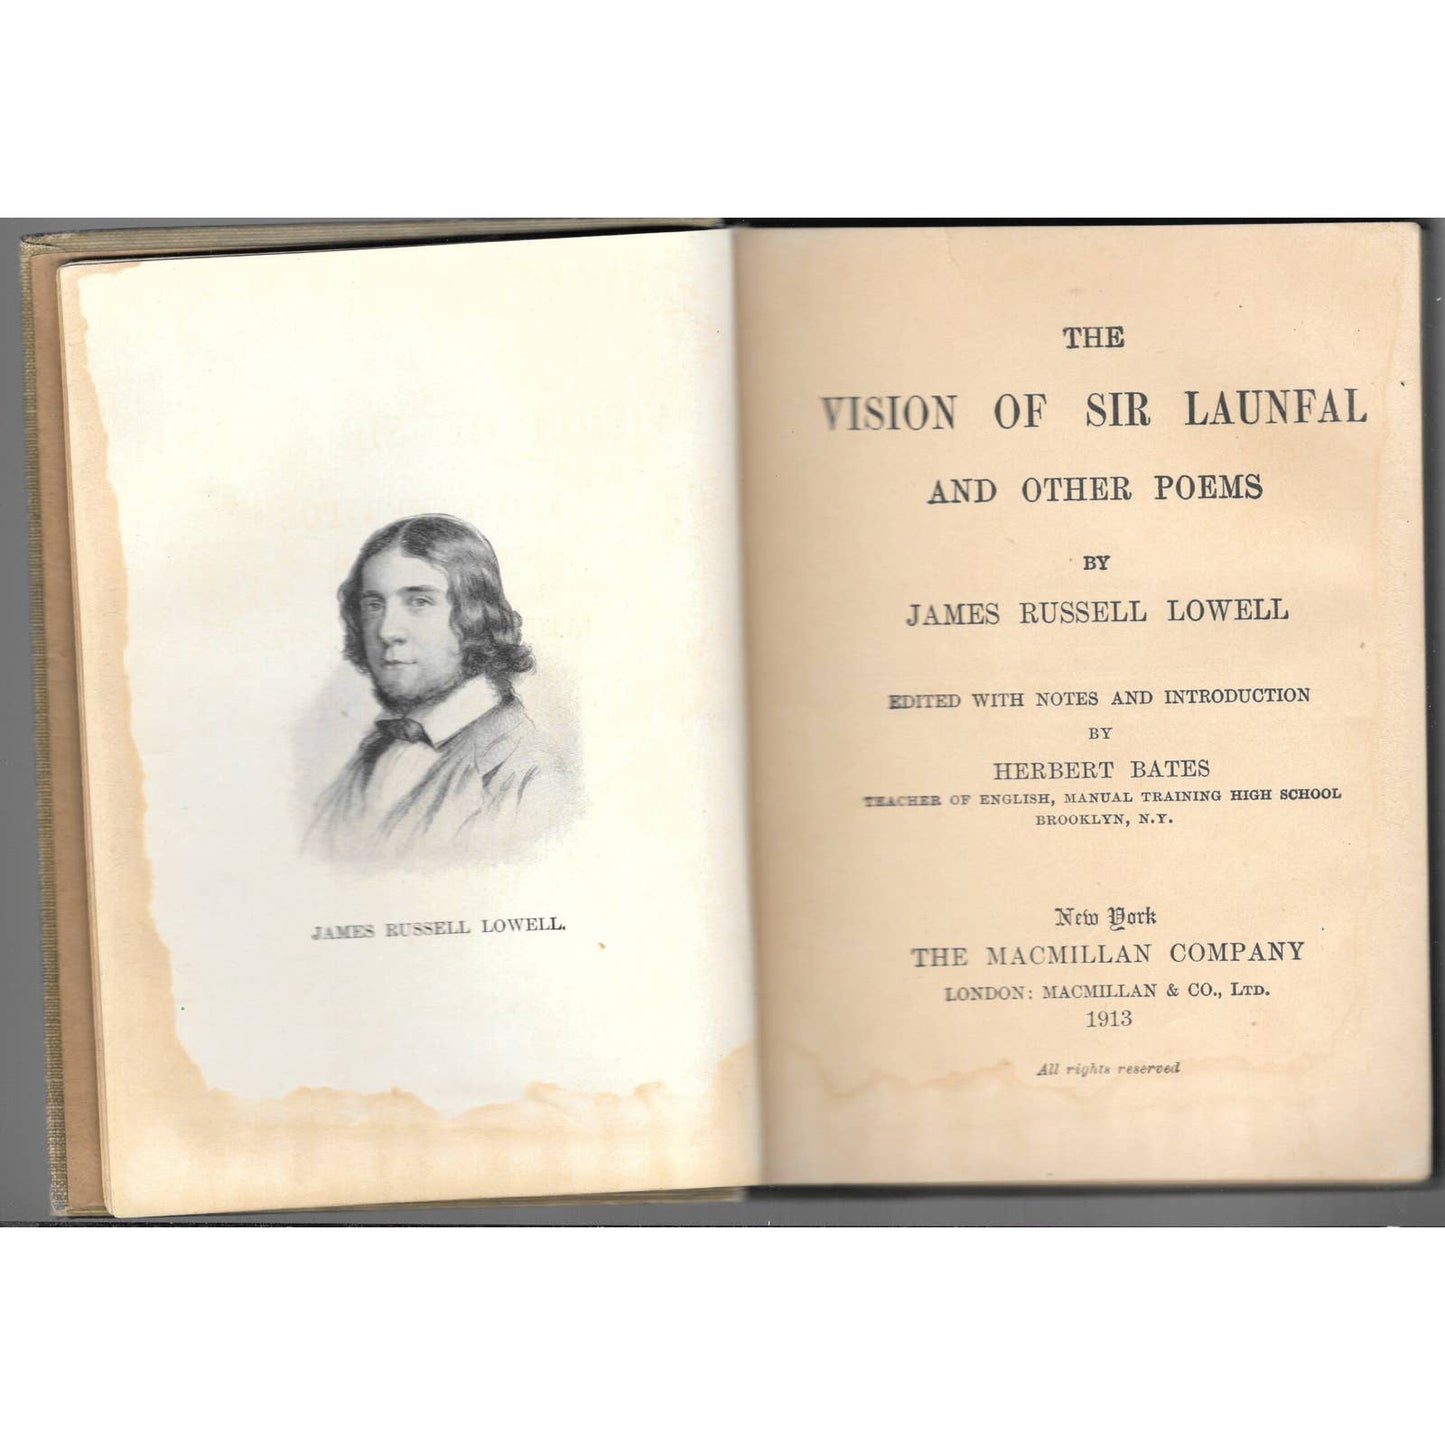 JAMES RUSSELL LOWELL.
THE
VISION OF SIR LAUNFAL
AND OTHER POEMS
BY
JAMES RUSSELL LOWELL
EDITED WITH NOTES AND INTRODUCTION
BY
HERBERT BATES
TEACHER OF ENGLISH, MANUAL TRAINING HIGH SCHOOL
BROOKLYN, N.Y.
New York
THE MACMILLAN COMPANY
LONDON: MACMILLAN & CO., LTD.
1913
All rights reserved